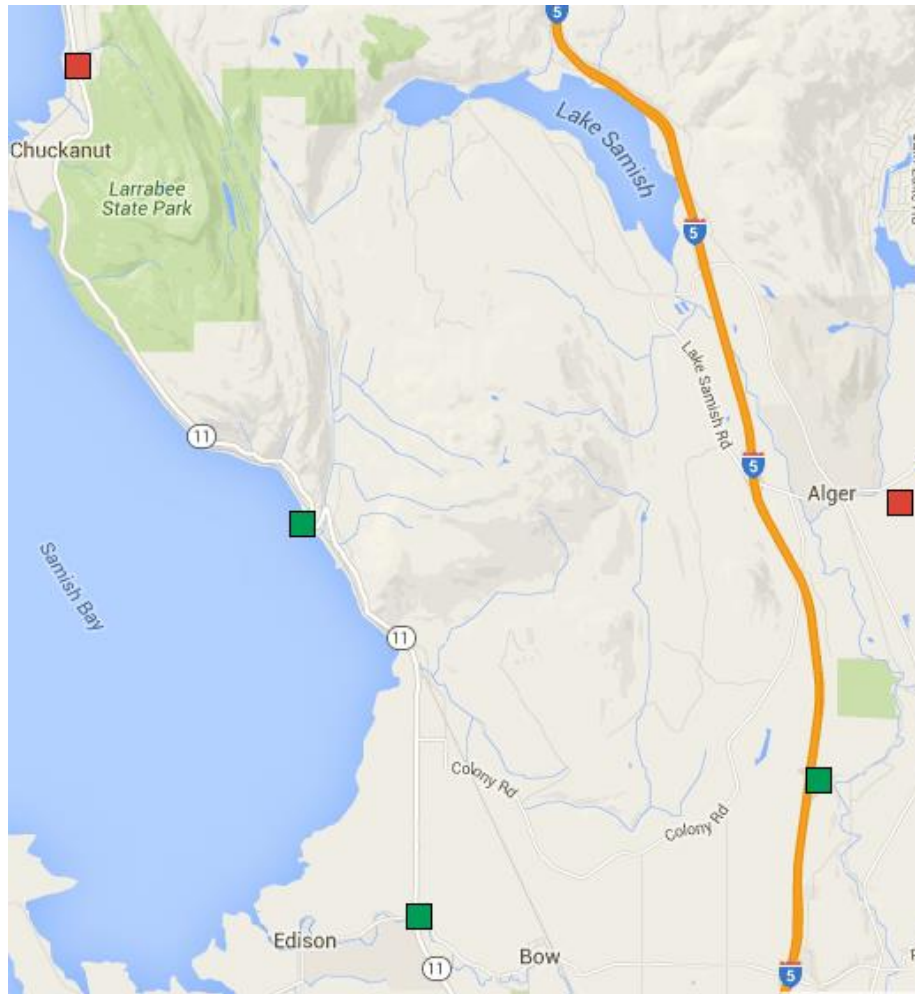 5
Chuckanut
Larrabee
State Park
Lake Samish
5
Lake Samish Rd
11
5
Alger
Samish Bay
11
Colony Rd
Colony Rd
Edison
Bow
11
5